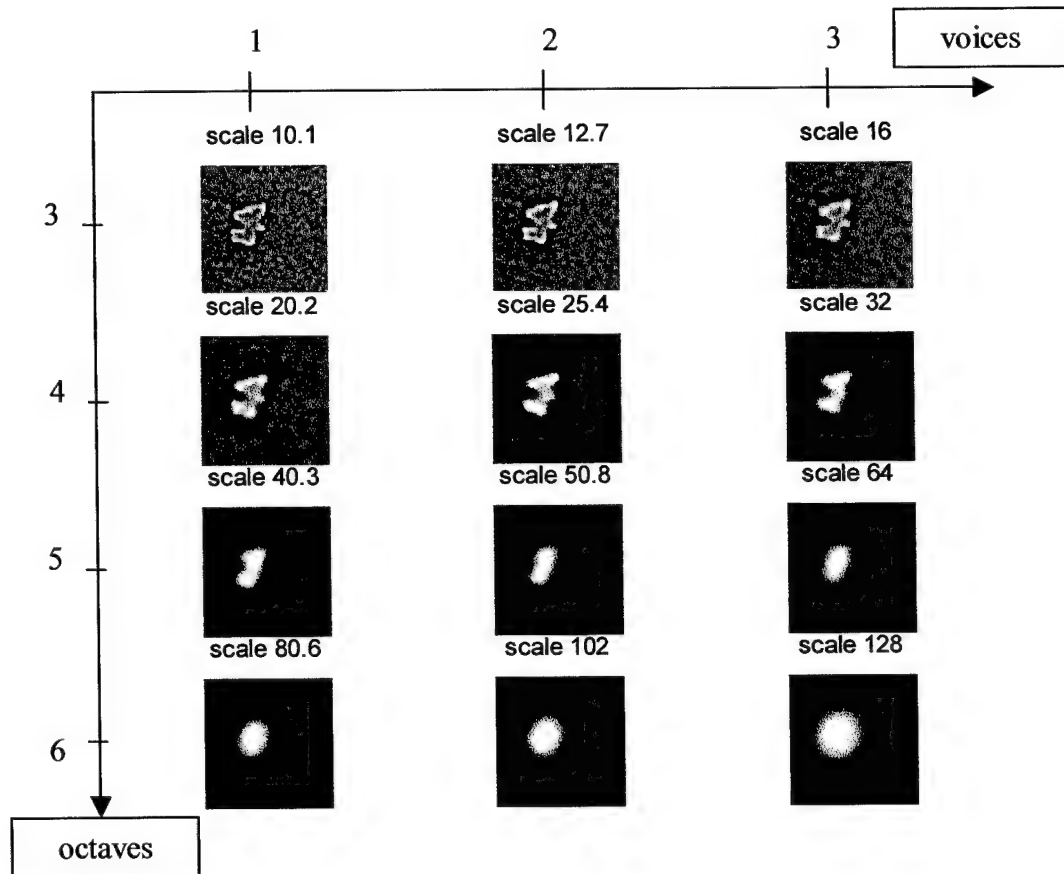 1 2 3 voices
scale 10.1 scale 12.7 scale 16
3
scale 20.2 scale 25.4 scale 32
4
scale 40.3 scale 50.8 scale 64
5
scale 80.6 scale 102 scale 128
6
octaves